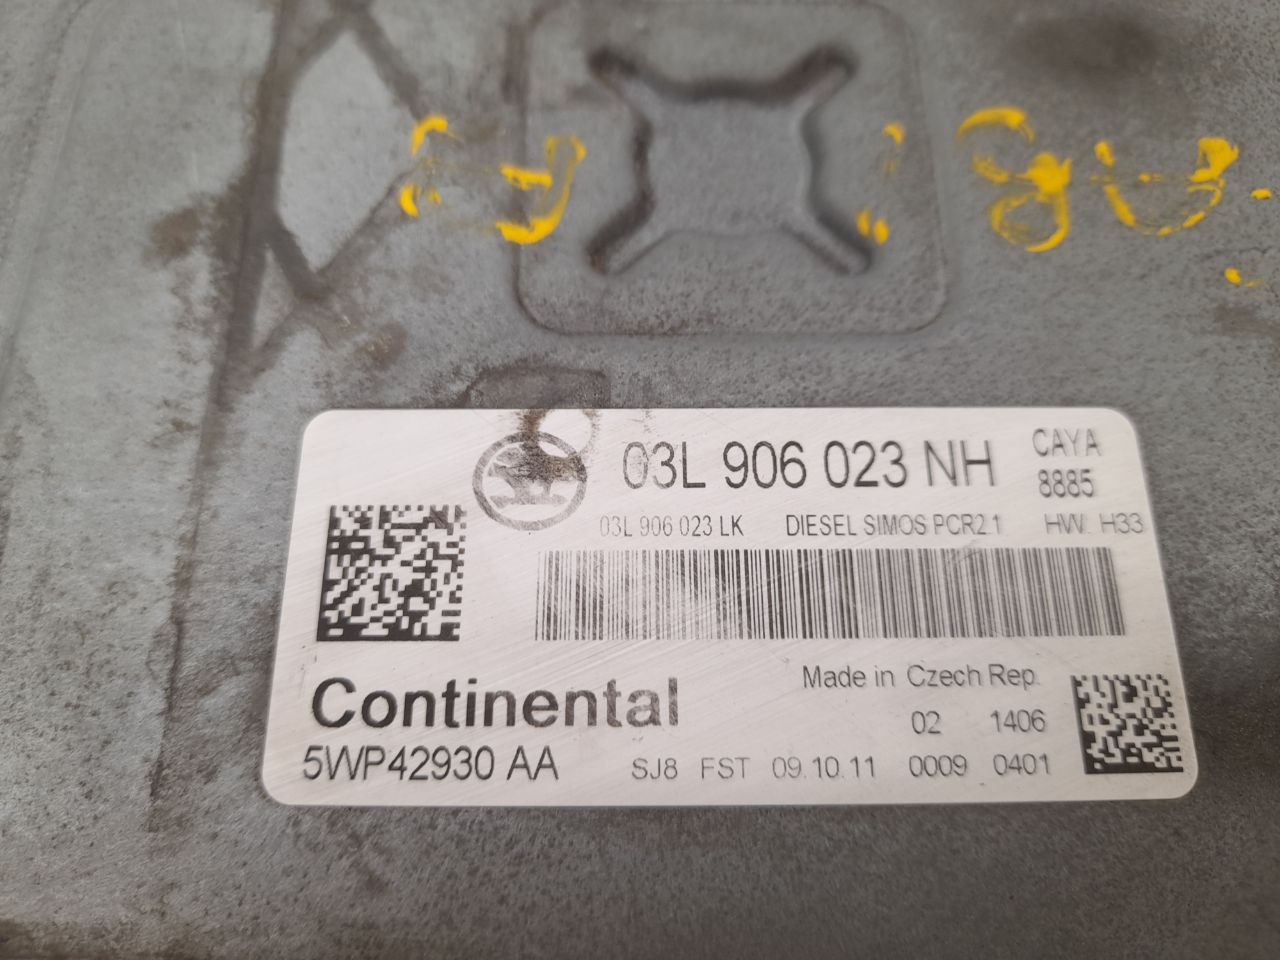 03L 906 023 NH
CAYA
8885
03L 906 023 LK DIESEL SIMOS PCR2.1 HW. H33
Continental
Made in Czech Rep.
02 1406
5WP42930 AA
SJ8 FST 09.10.11 0009 0401